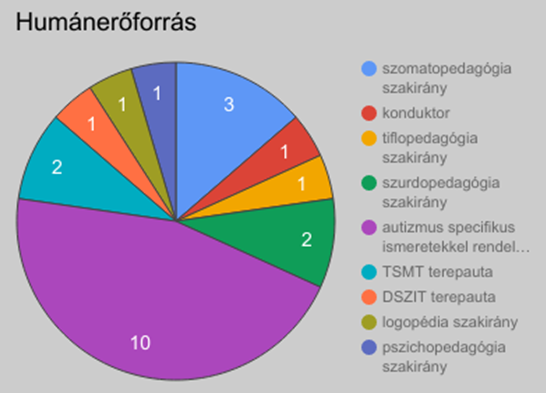 Humánerőforrás
1
1
3
1
1
1
2
2
10
szomatopedagógia
szakirány
konduktor
tiflopedagógia
szakirány
szurdopedagógia
szakirány
autizmus specifikus
ismeretekkel rendel…
TSMT terepauta
DSZIT terepauta
logopédia szakirány
pszichopedagógia
szakirány